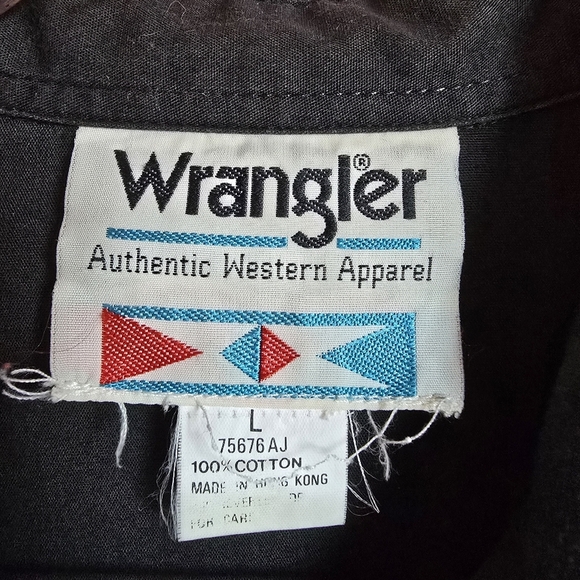 Wrangler®
Authentic Western Apparel
L
75676 AJ
100% COTTON
MADE IN HONG KONG
FOR CARE